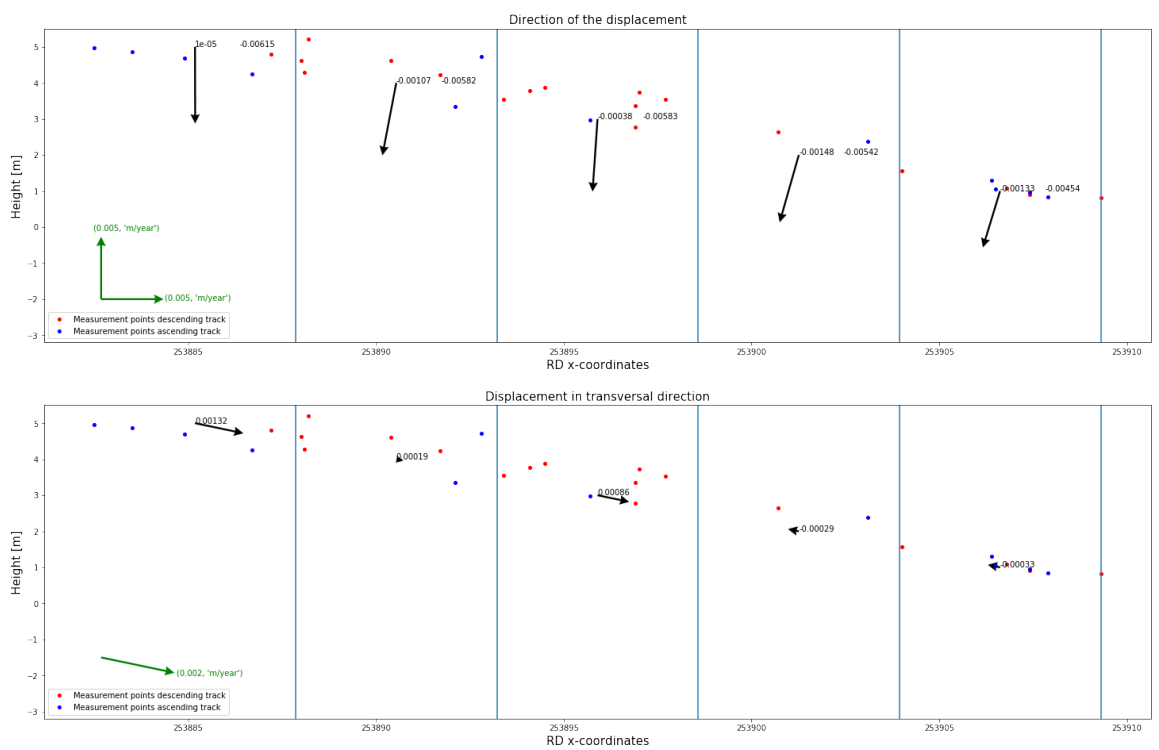 Direction of the displacement
Height [m]
5
4
3
2
1
0
−1
−2
−3
1e-05 -0.00615
-0.00107 -0.00582
-0.00038 -0.00583
-0.00148 -0.00542
-0.00133 -0.00454
(0.005, 'm/year')
(0.005, 'm/year')
Measurement points descending track
Measurement points ascending track
253885 253890 253895 253900 253905 253910
RD x-coordinates
Displacement in transversal direction
Height [m]
5
4
3
2
1
0
−1
−2
−3
0.00132
0.00019
0.00086
-0.00029
-0.00033
(0.002, 'm/year')
Measurement points descending track
Measurement points ascending track
253885 253890 253895 253900 253905 253910
RD x-coordinates